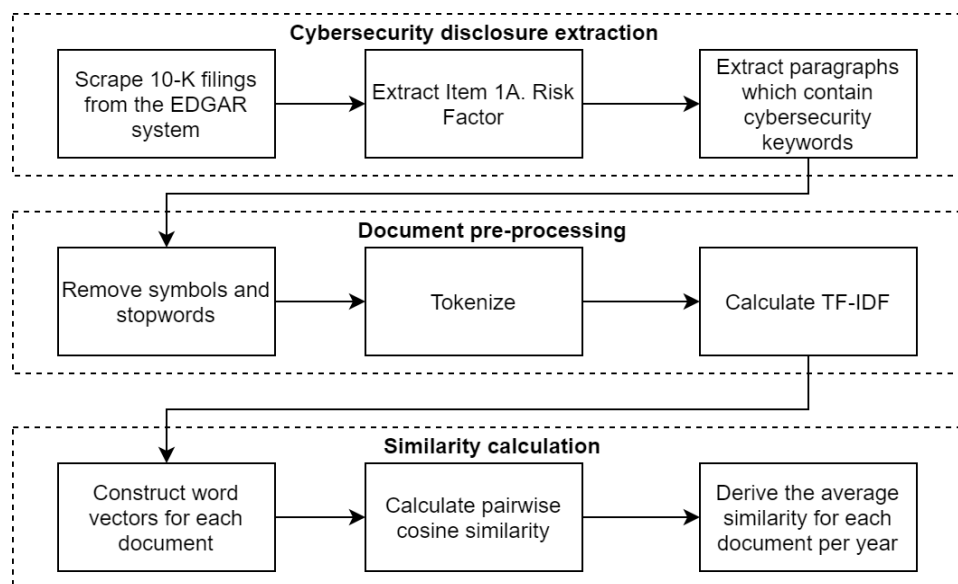 Cybersecurity disclosure extraction
Scrape 10-K filings
from the EDGAR
system
Extract Item 1A. Risk
Factor
Extract paragraphs
which contain
cybersecurity
keywords
Document pre-processing
Remove symbols and
stopwords
Tokenize
Calculate TF-IDF
Similarity calculation
Construct word
vectors for each
document
Calculate pairwise
cosine similarity
Derive the average
similarity for each
document per year